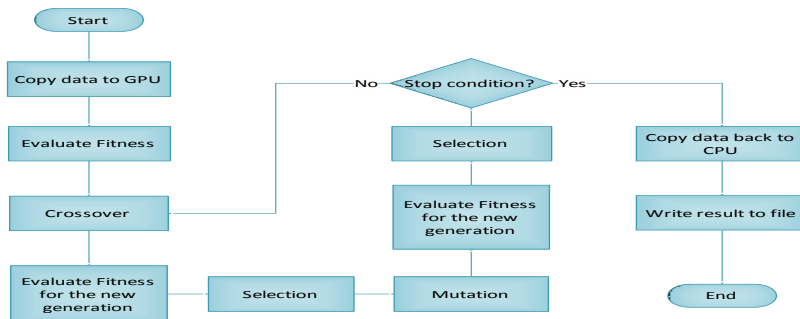 Start
Copy data to GPU
Evaluate Fitness
Crossover
Evaluate Fitness
for the new
generation
Selection
Mutation
Evaluate Fitness
for the new
generation
Selection
No
Stop condition?
Yes
Copy data back to
CPU
Write result to file
End